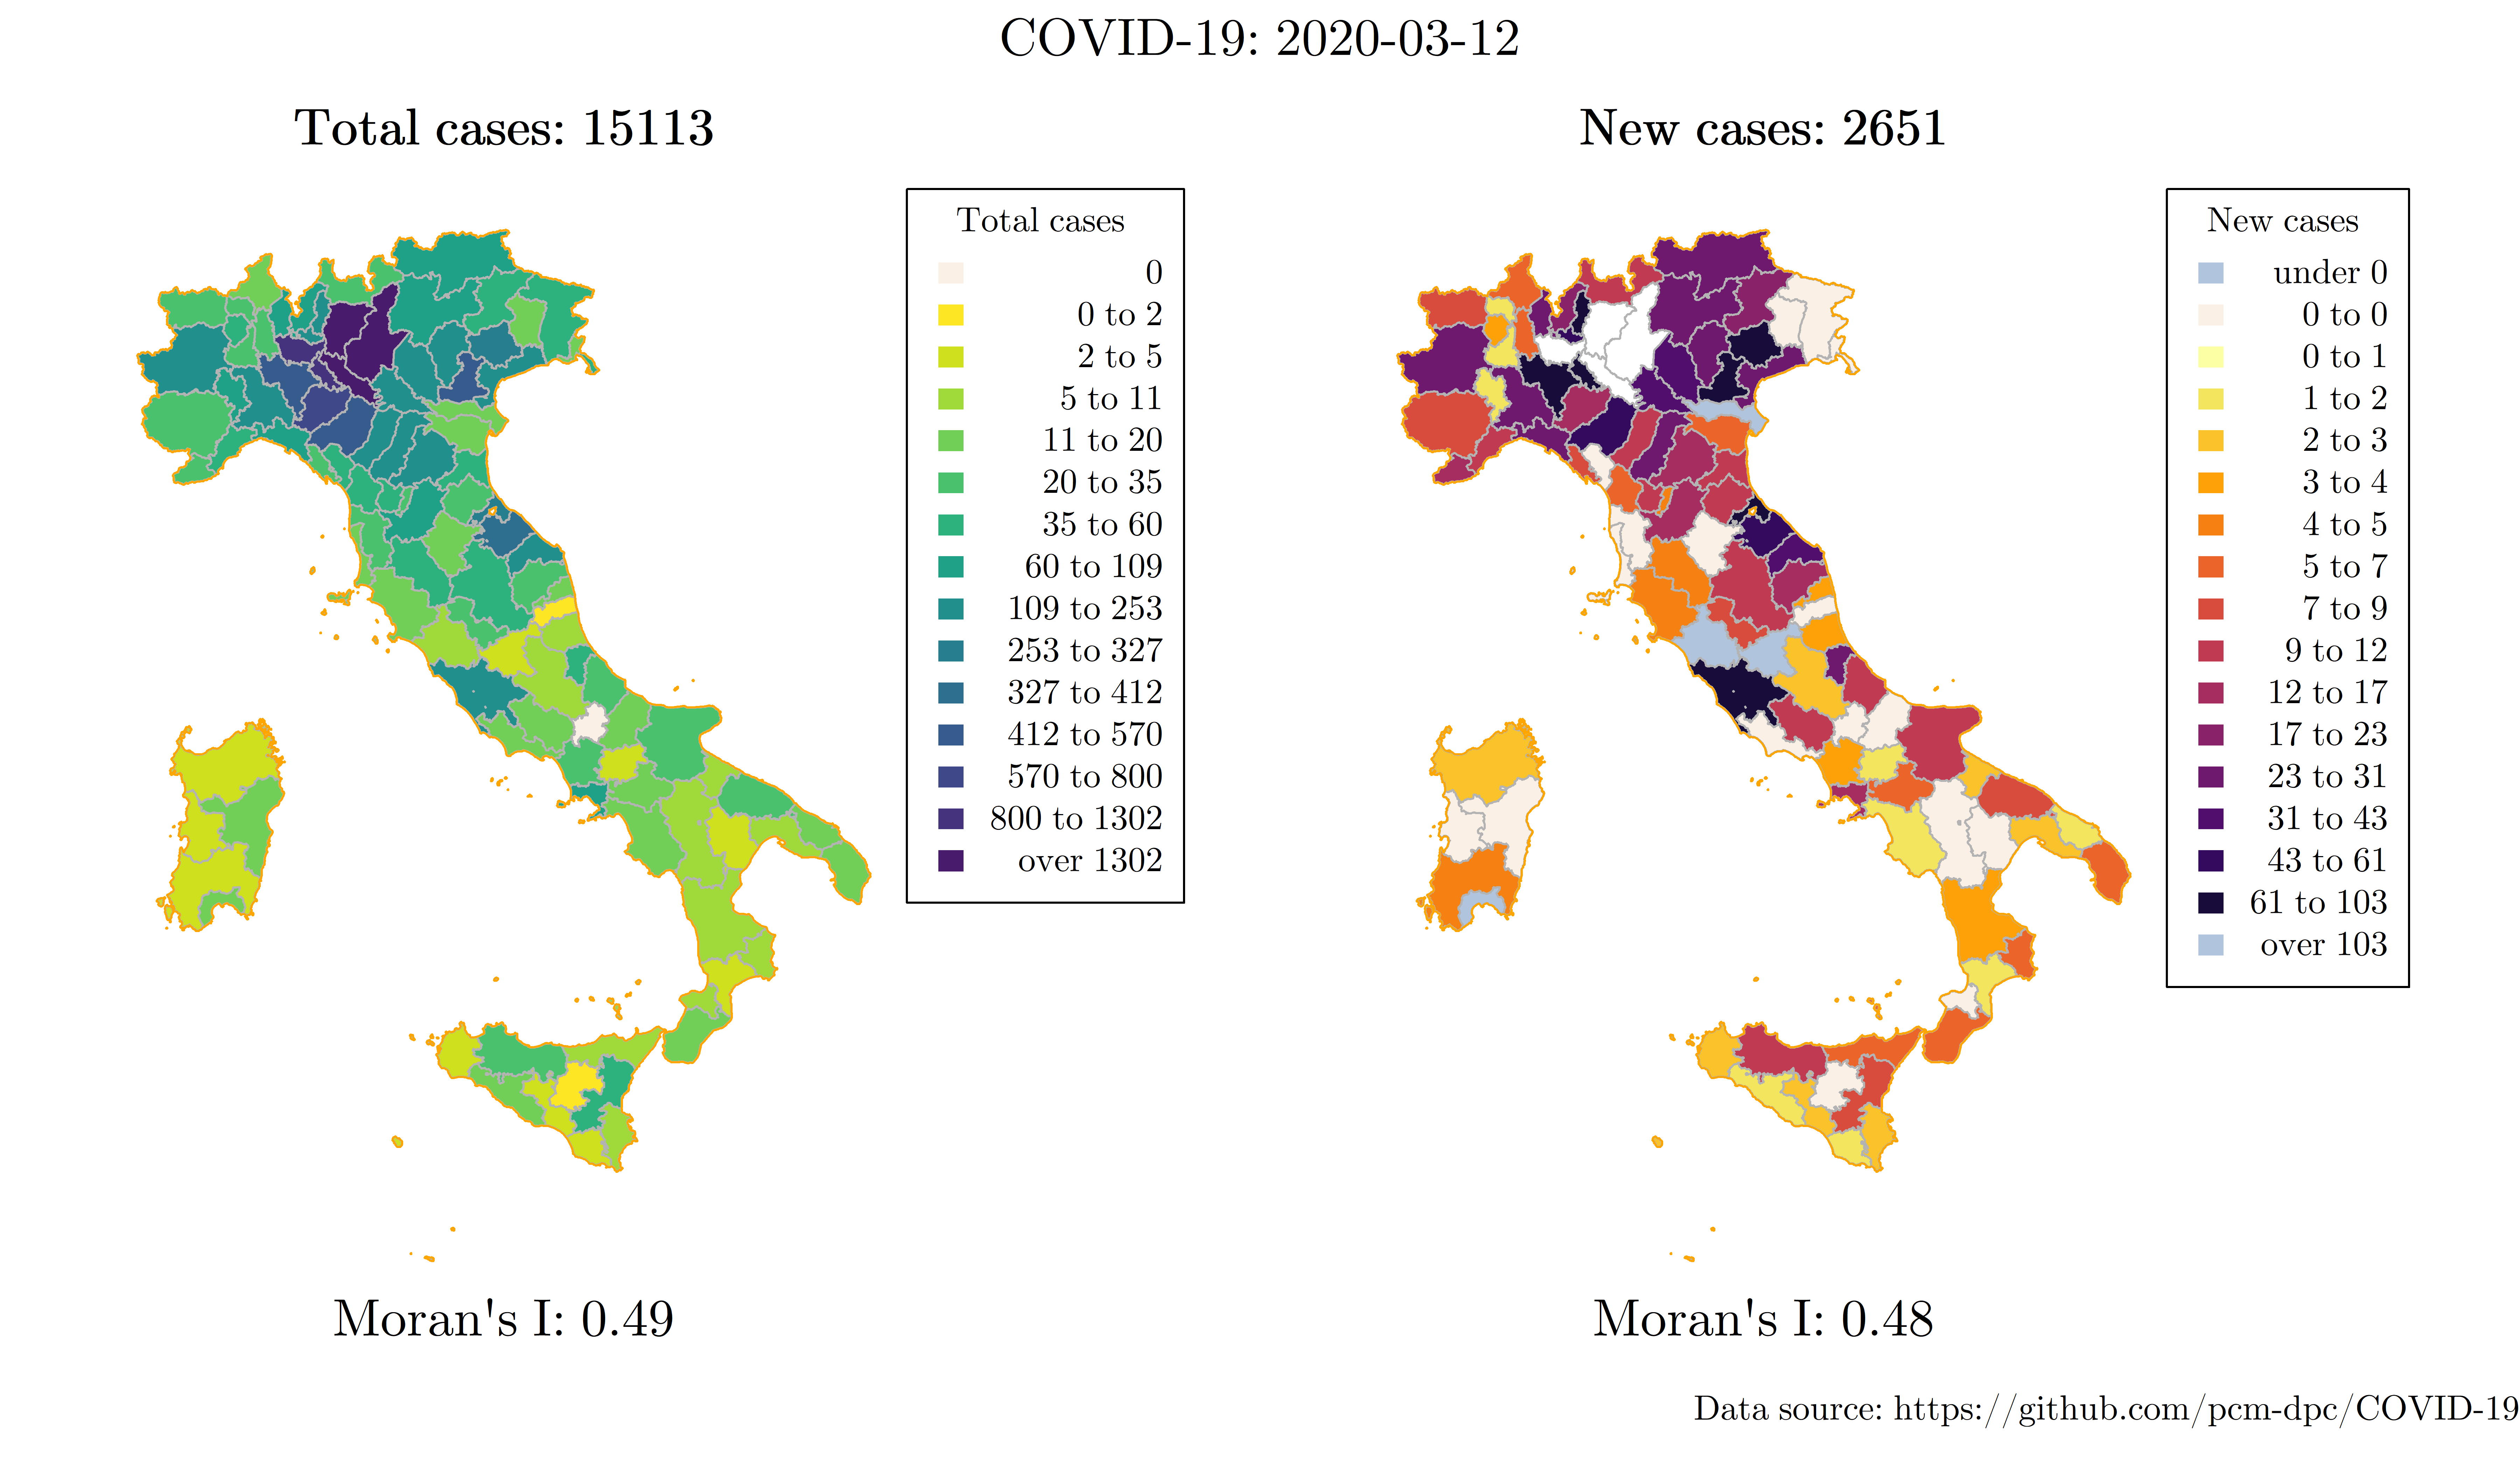 COVID-19: 2020-03-12
Total cases: 15113
Total cases
0
0 to 2
2 to 5
5 to 11
11 to 20
20 to 35
35 to 60
60 to 109
109 to 253
253 to 327
327 to 412
412 to 570
570 to 800
800 to 1302
over 1302
Moran's I: 0.49
New cases: 2651
New cases
under 0
0 to 0
0 to 1
1 to 2
2 to 3
3 to 4
4 to 5
5 to 7
7 to 9
9 to 12
12 to 17
17 to 23
23 to 31
31 to 43
43 to 61
61 to 103
over 103
Moran's I: 0.48
Data source: https://github.com/pcm-dpc/COVID-19